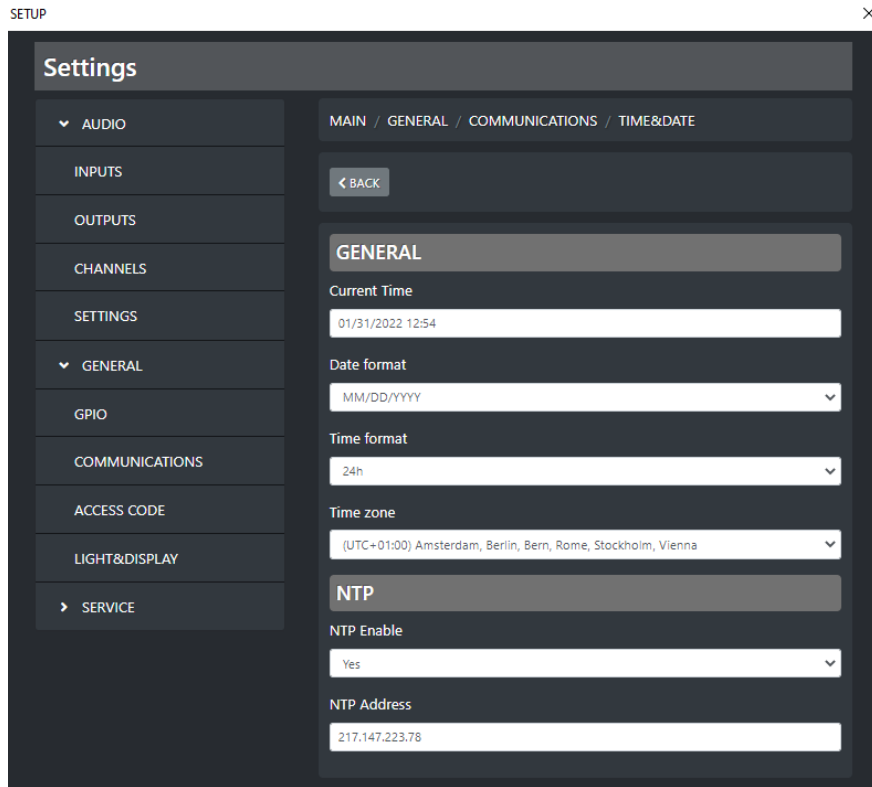 SETUP
Settings
AUDIO
INPUTS
OUTPUTS
CHANNELS
SETTINGS
GENERAL
GPIO
COMMUNICATIONS
ACCESS CODE
LIGHT&DISPLAY
SERVICE
MAIN / GENERAL / COMMUNICATIONS / TIME&DATE
BACK
GENERAL
Current Time
01/31/2022 12:54
Date format
MM/DD/YYYY
Time format
24h
Time zone
(UTC+01:00) Amsterdam, Berlin, Bern, Rome, Stockholm, Vienna
NTP
NTP Enable
Yes
NTP Address
217.147.223.78